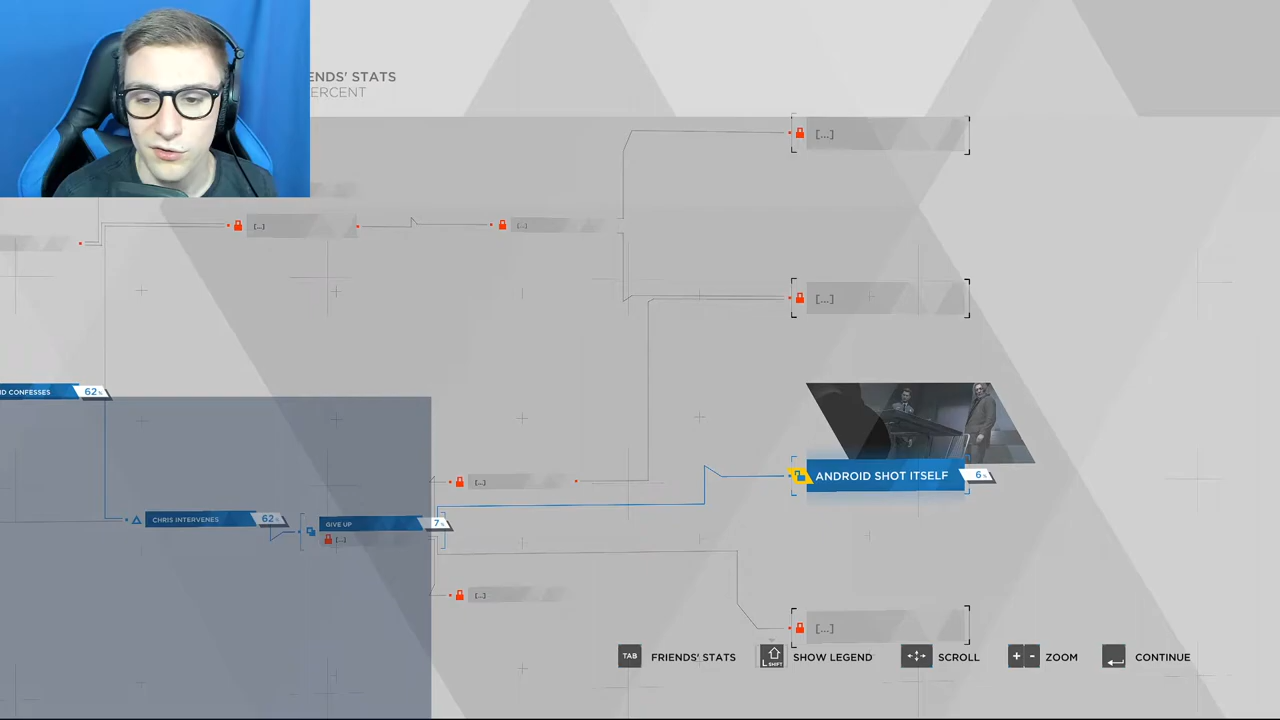 ENDS' STATS
ERCENT
[...]
[...]
[...]
[...]
D CONFESSES 62%
ANDROID SHOT ITSELF 6%
[...]
CHRIS INTERVENES 62%
GIVE UP 7%
[...]
[...]
[...]
TAB FRIENDS' STATS
L SHIFT SHOW LEGEND
SCROLL
+ - ZOOM
CONTINUE